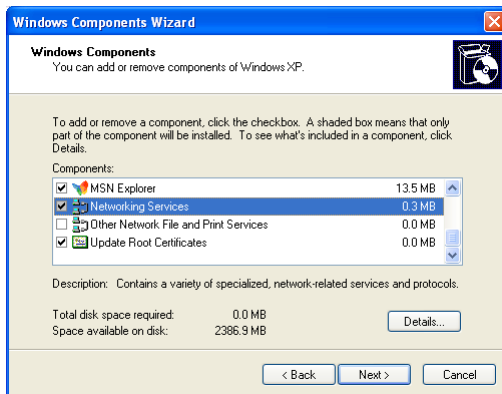 Windows Components Wizard
Windows Components
You can add or remove components of Windows XP.
To add or remove a component, click the checkbox. A shaded box means that only
part of the component will be installed. To see what's included in a component, click
Details.
Components:
MSN Explorer 13.5 MB
Networking Services 0.3 MB
Other Network File and Print Services 0.0 MB
Update Root Certificates 0.0 MB
Description: Contains a variety of specialized, network-related services and protocols.
Total disk space required: 0.0 MB
Space available on disk: 2386.9 MB
Details...
< Back Next > Cancel